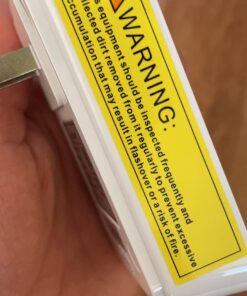 WARNING:
s equipment should be inspected frequently and
llected dirt removed from it regularly to prevent excessive
ccumulation that may result in flashover or a risk of fire.